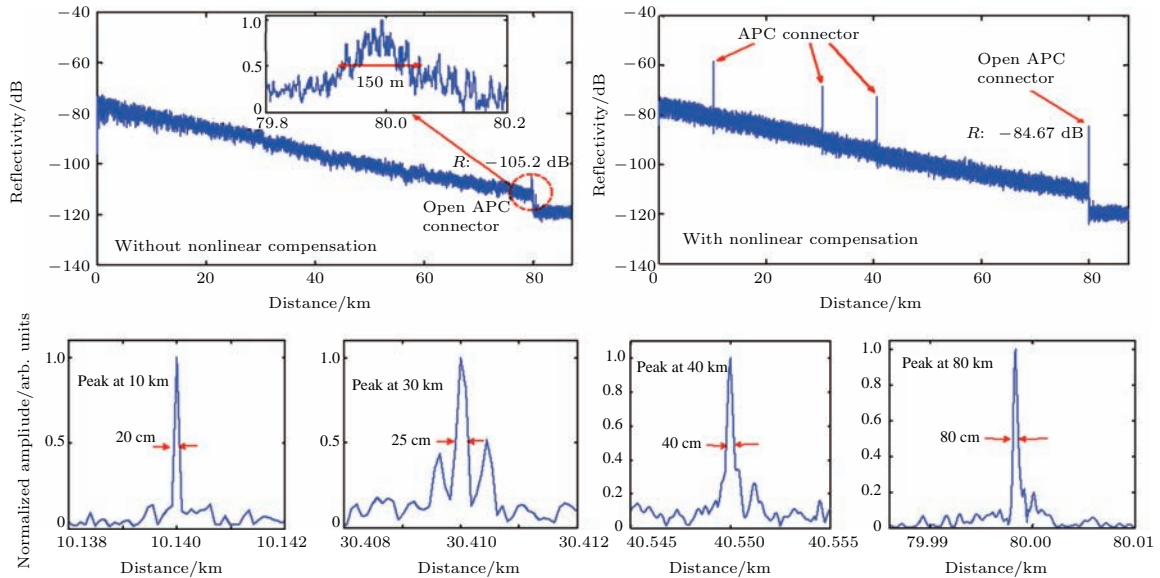 −40
−60
−80
−100
−120
−140
Reflectivity/dB
1.0
0.5
0
150 m
79.8
80.0
80.2
R: −105.2 dB
Open APC
connector
Without nonlinear compensation
0
20
40
60
80
Distance/km
−40
−60
−80
−100
−120
−140
Reflectivity/dB
APC connector
Open APC
connector
R: −84.67 dB
With nonlinear compensation
0
20
40
60
80
Distance/km
Normalized amplitude/arb. units
1.0
0.5
0
Peak at 10 km
20 cm
10.138
10.140
10.142
Distance/km
1.0
0.5
0
Peak at 30 km
25 cm
30.408
30.410
30.412
Distance/km
1.0
0.8
0.6
0.4
0.2
0
Peak at 40 km
40 cm
40.545
40.550
40.555
Distance/km
1.0
0.8
0.6
0.4
0.2
0
Peak at 80 km
80 cm
79.99
80.00
80.01
Distance/km